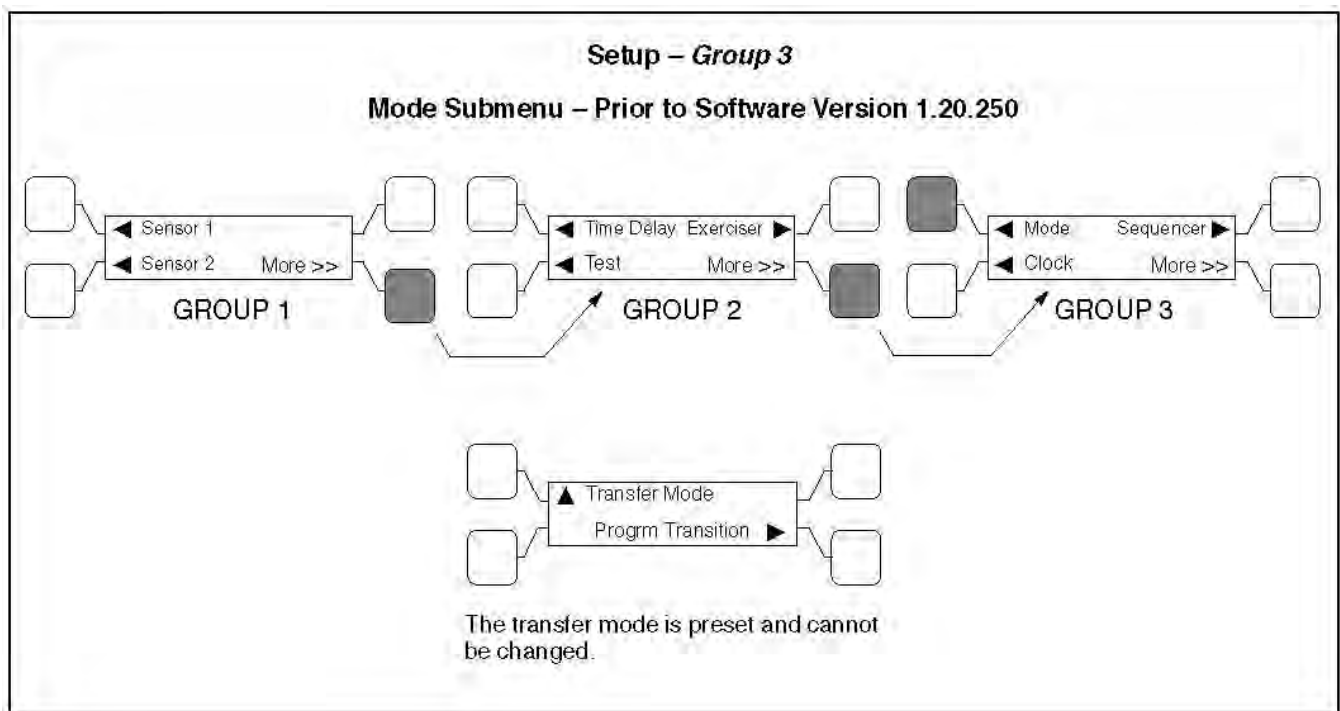 Setup – Group 3
Mode Submenu – Prior to Software Version 1.20.250
◀ Sensor 1
◀ Sensor 2 More >>
GROUP 1
◀ Time Delay Exerciser ▶
◀ Test More >>
GROUP 2
◀ Mode Sequencer ▶
◀ Clock More >>
GROUP 3
▲ Transfer Mode
Progrm Transition ▶
The transfer mode is preset and cannot
be changed.